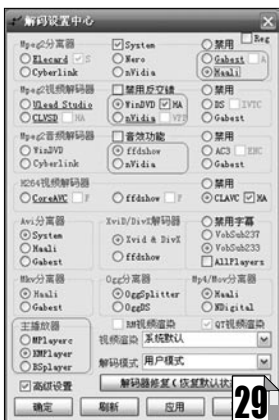 解码设置中心
Mpeg2分离器 System 禁用 Reg
Elecard S Nero Gabest A
Cyberlink nVidia Haali
Mpeg2视频解码器 禁用反交错 禁用
Ulead Studio WinDVD HA DS IVTC
CLVSD HA nVidia VPP Gabest
Mpeg2音频解码器 音效功能 禁用
WinDVD ffdshow AC3
Cyberlink nVidia Gabest
H264视频解码器 禁用
CoreAVC F ffdshow F CLAVC HA
Avi分离器 XviD/DivX解码器 禁用字幕
System Xvid & DivX VobSub237
Haali ffdshow VobSub233
Gabest AllPlayers
Mkv分离器 Ogg分离器 Mp4/Mov分离器
Haali OggSplitter Haali
Gabest OggDS NDigital
主播放器 RM视频渲染 QT视频渲染
MPlayerc 视频渲染 系统默认
KMPlayer 解码模式 用户模式
BSplayer
高级设置 解码器修复(恢复默认状
确定 刷新 应用
29